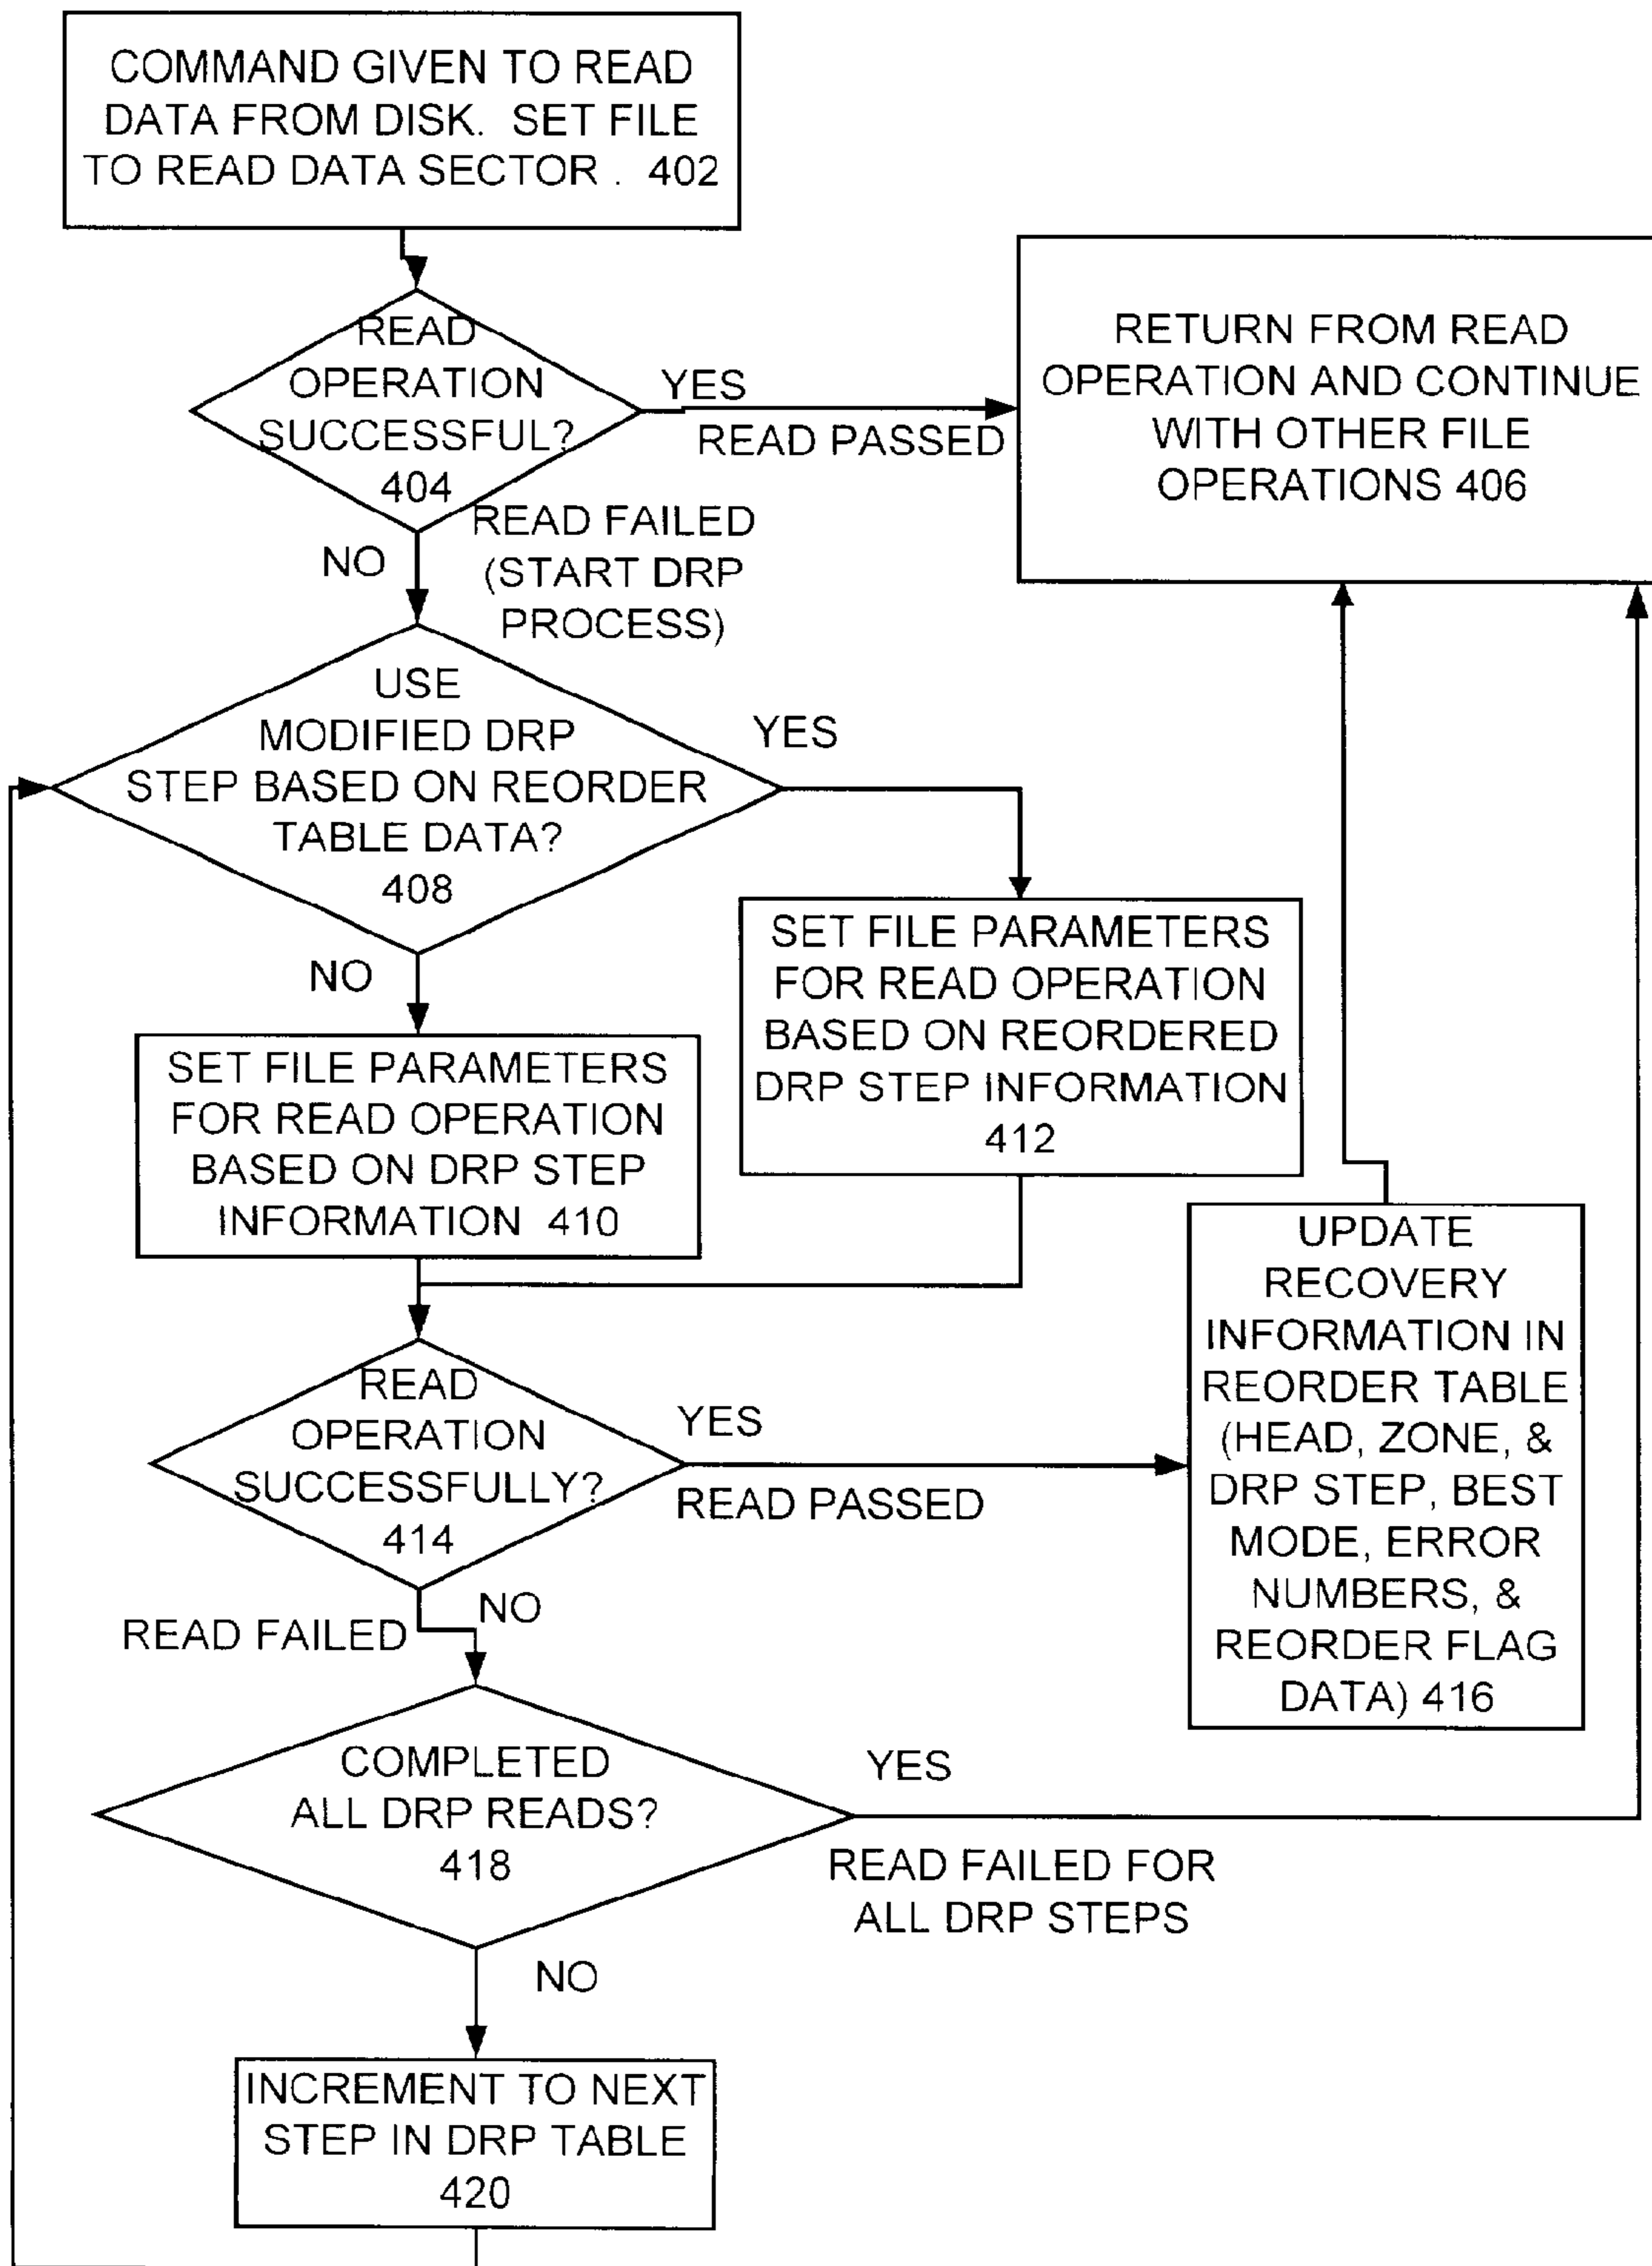 COMMAND GIVEN TO READ
DATA FROM DISK. SET FILE
TO READ DATA SECTOR . 402
READ
OPERATION
SUCCESSFUL?
404
YES
READ PASSED
RETURN FROM READ
OPERATION AND CONTINUE
WITH OTHER FILE
OPERATIONS 406
NO
READ FAILED
(START DRP
PROCESS)
USE
MODIFIED DRP
STEP BASED ON REORDER
TABLE DATA?
408
YES
NO
SET FILE PARAMETERS
FOR READ OPERATION
BASED ON REORDERED
DRP STEP INFORMATION
412
SET FILE PARAMETERS
FOR READ OPERATION
BASED ON DRP STEP
INFORMATION 410
READ
OPERATION
SUCCESSFULLY?
414
YES
READ PASSED
UPDATE
RECOVERY
INFORMATION IN
REORDER TABLE
(HEAD, ZONE, &
DRP STEP, BEST
MODE, ERROR
NUMBERS, &
REORDER FLAG
DATA) 416
NO
READ FAILED
COMPLETED
ALL DRP READS?
418
YES
READ FAILED FOR
ALL DRP STEPS
NO
INCREMENT TO NEXT
STEP IN DRP TABLE
420